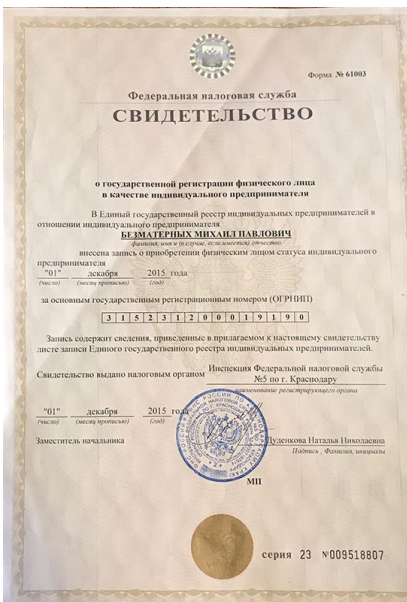 Форма № 61003
Федеральная налоговая служба
СВИДЕТЕЛЬСТВО
о государственной регистрации физического лица
в качестве индивидуального предпринимателя
В Единый государственный реестр индивидуальных предпринимателей в
отношении индивидуального предпринимателя
БЕЗМАТЕРНЫХ МИХАИЛ ПАВЛОВИЧ
фамилия, имя и (в случае, если имеется) отчество
внесена запись о приобретении физическим лицом статуса индивидуального
предпринимателя
"01" декабря 2015 года
(число) (месяц прописью) (год)
за основным государственным регистрационным номером (ОГРНИП)
3 1 5 2 3 1 2 0 0 0 1 9 1 9 0
Запись содержит сведения, приведенные в прилагаемом к настоящему свидетельству
листе записи Единого государственного реестра индивидуальных предпринимателей.
Свидетельство выдано налоговым органом Инспекция Федеральной налоговой службы
№5 по г. Краснодару
наименование регистрирующего органа
"01" декабря 2015 года
(число) (месяц прописью) (год)
Заместитель начальника Дуденкова Наталья Николаевна
Подпись, Фамилия, инициалы
МП
серия 23 №009518807